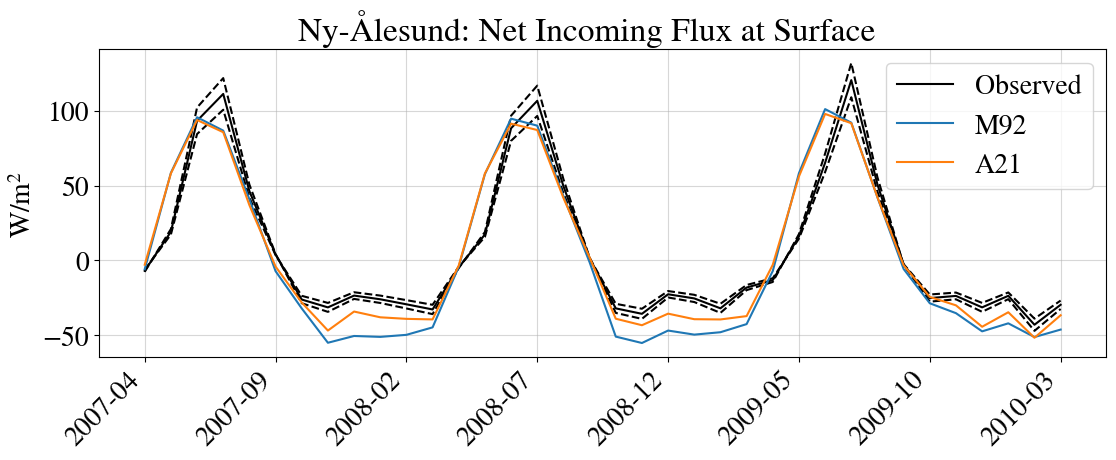 Ny-Ålesund: Net Incoming Flux at Surface
W/m²
100
50
0
−50
Observed
M92
A21
2007-04
2007-09
2008-02
2008-07
2008-12
2009-05
2009-10
2010-03